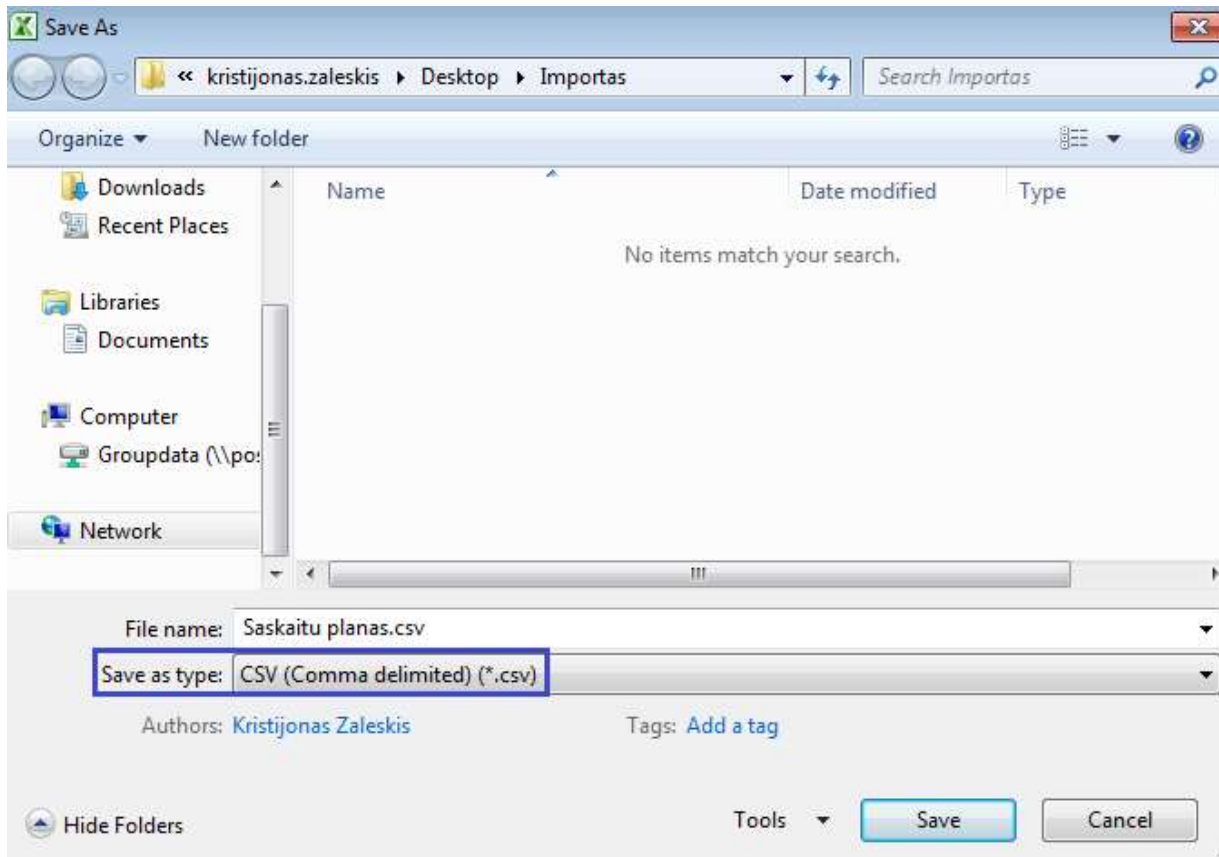 Save As
« kristijonas.zaleskis Desktop Importas Search Importas
Organize New folder
Downloads Name Date modified Type
Recent Places
No items match your search.
Libraries
Documents
Computer
Groupdata (\\po
Network
File name: Saskaitu planas.csv
Save as type: CSV (Comma delimited) (*.csv)
Authors: Kristijonas Zaleskis Tags: Add a tag
Hide Folders Tools Save Cancel